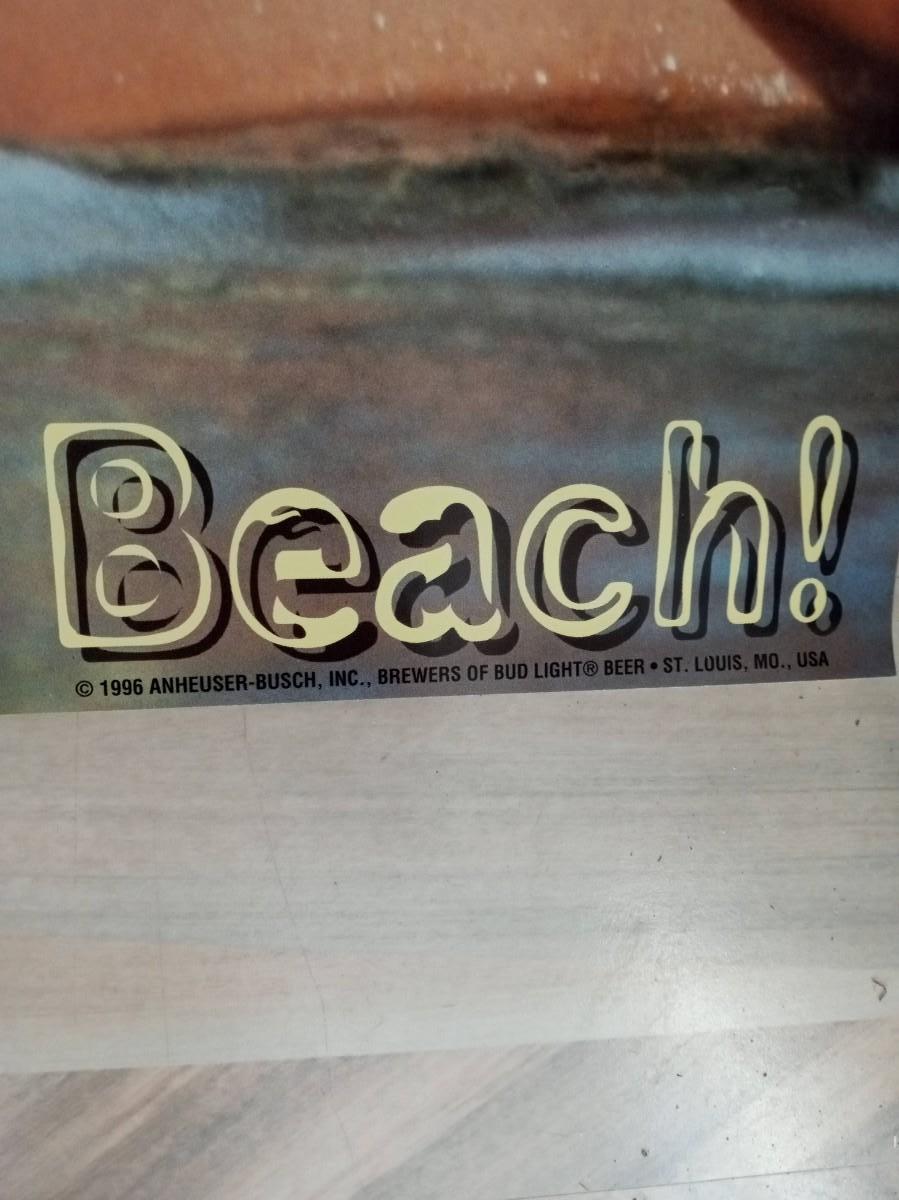 Beach!
© 1996 ANHEUSER-BUSCH, INC., BREWERS OF BUD LIGHT® BEER • ST. LOUIS, MO., USA